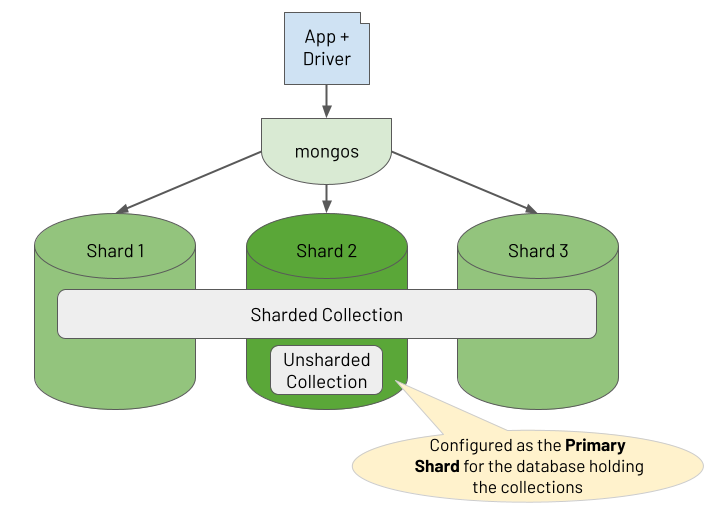 App +
Driver
mongos
Shard 1
Shard 2
Shard 3
Sharded Collection
Unsharded
Collection
Configured as the Primary
Shard for the database holding
the collections